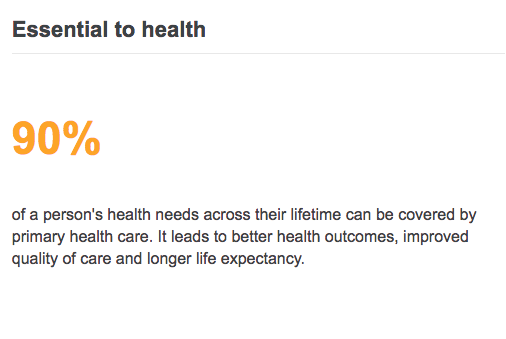 Essential to health
90%
of a person's health needs across their lifetime can be covered by
primary health care. It leads to better health outcomes, improved
quality of care and longer life expectancy.